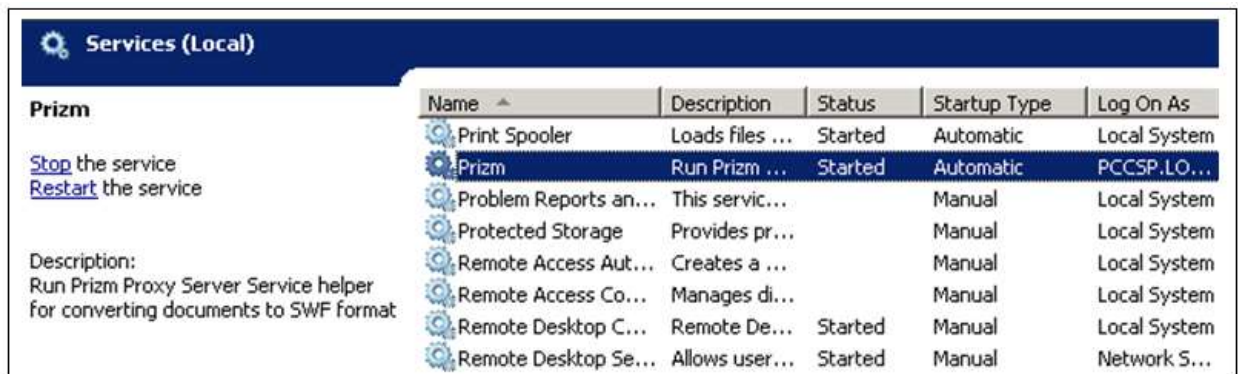 Services (Local)
Prizm
Stop the service
Restart the service
Description:
Run Prizm Proxy Server Service helper
for converting documents to SWF format
Name Description Status Startup Type Log On As
Print Spooler Loads files ... Started Automatic Local System
Prizm Run Prizm ... Started Automatic PCCSP.LO...
Problem Reports an... This servic... Manual Local System
Protected Storage Provides pr... Manual Local System
Remote Access Aut... Creates a ... Manual Local System
Remote Access Co... Manages di... Manual Local System
Remote Desktop C... Remote De... Started Manual Local System
Remote Desktop Se... Allows user... Started Manual Network S...